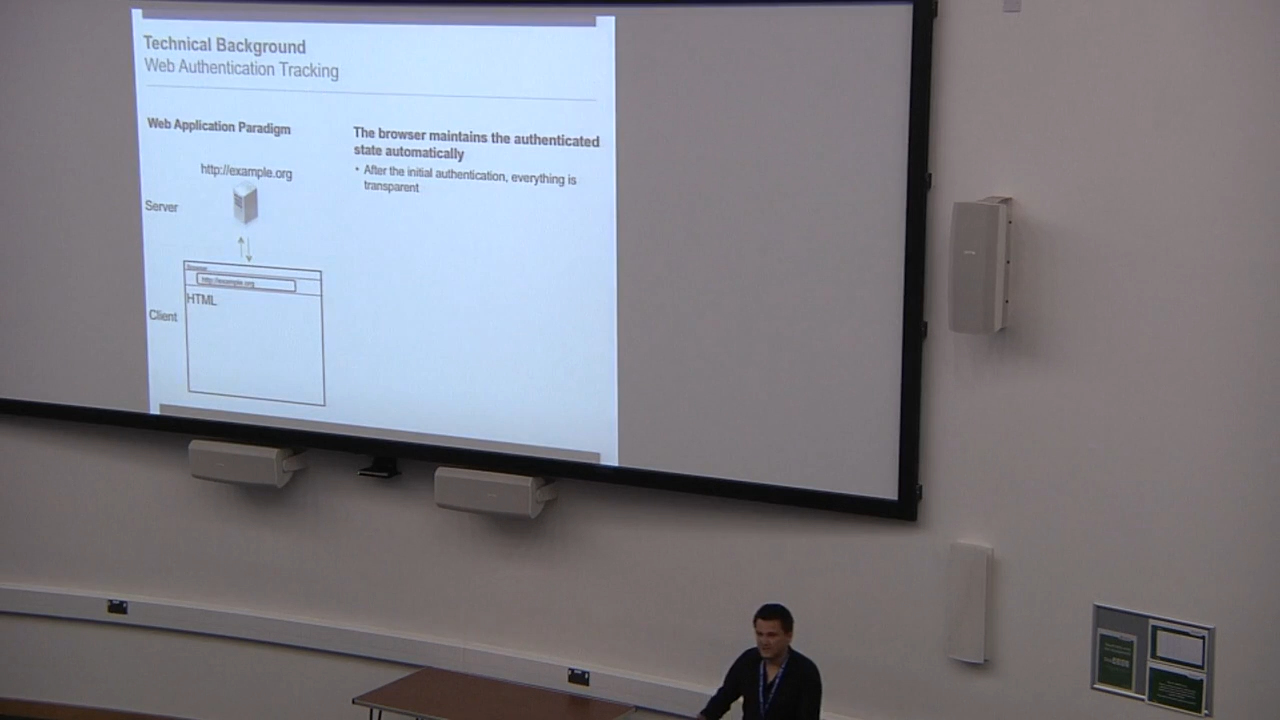 Technical Background
Web Authentication Tracking
Web Application Paradigm
http://example.org
Server
Browser
http://example.org
HTML
Client
The browser maintains the authenticated
state automatically
• After the initial authentication, everything is
transparent